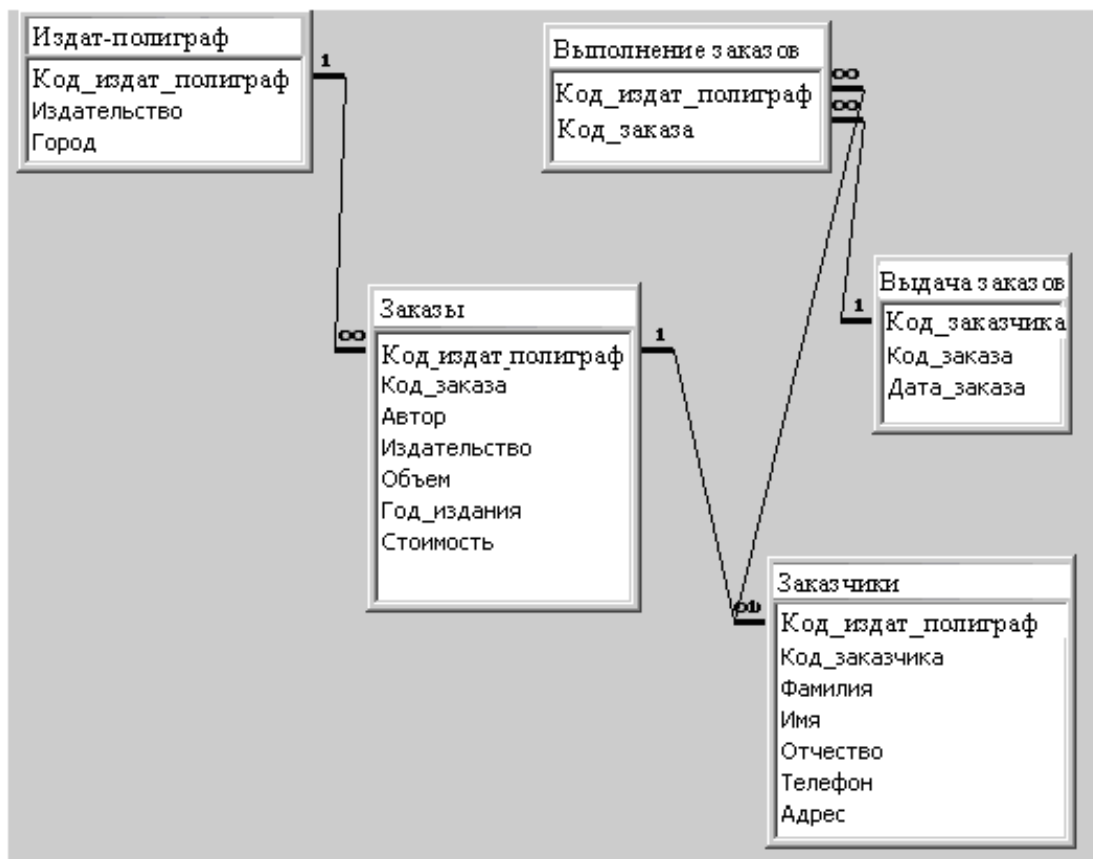 Издат-полиграф
Код_издат_полиграф
Издательство
Город
1
Выполнение заказов
Код_издат_полиграф
Код_заказа
∞
∞
Выдача заказов
Код_заказчика
Код_заказа
Дата_заказа
1
Заказы
Код_издат_полиграф
Код_заказа
Автор
Издательство
Объем
Год_издания
Стоимость
∞
1
Заказчики
Код_издат_полиграф
Код_заказчика
Фамилия
Имя
Отчество
Телефон
Адрес